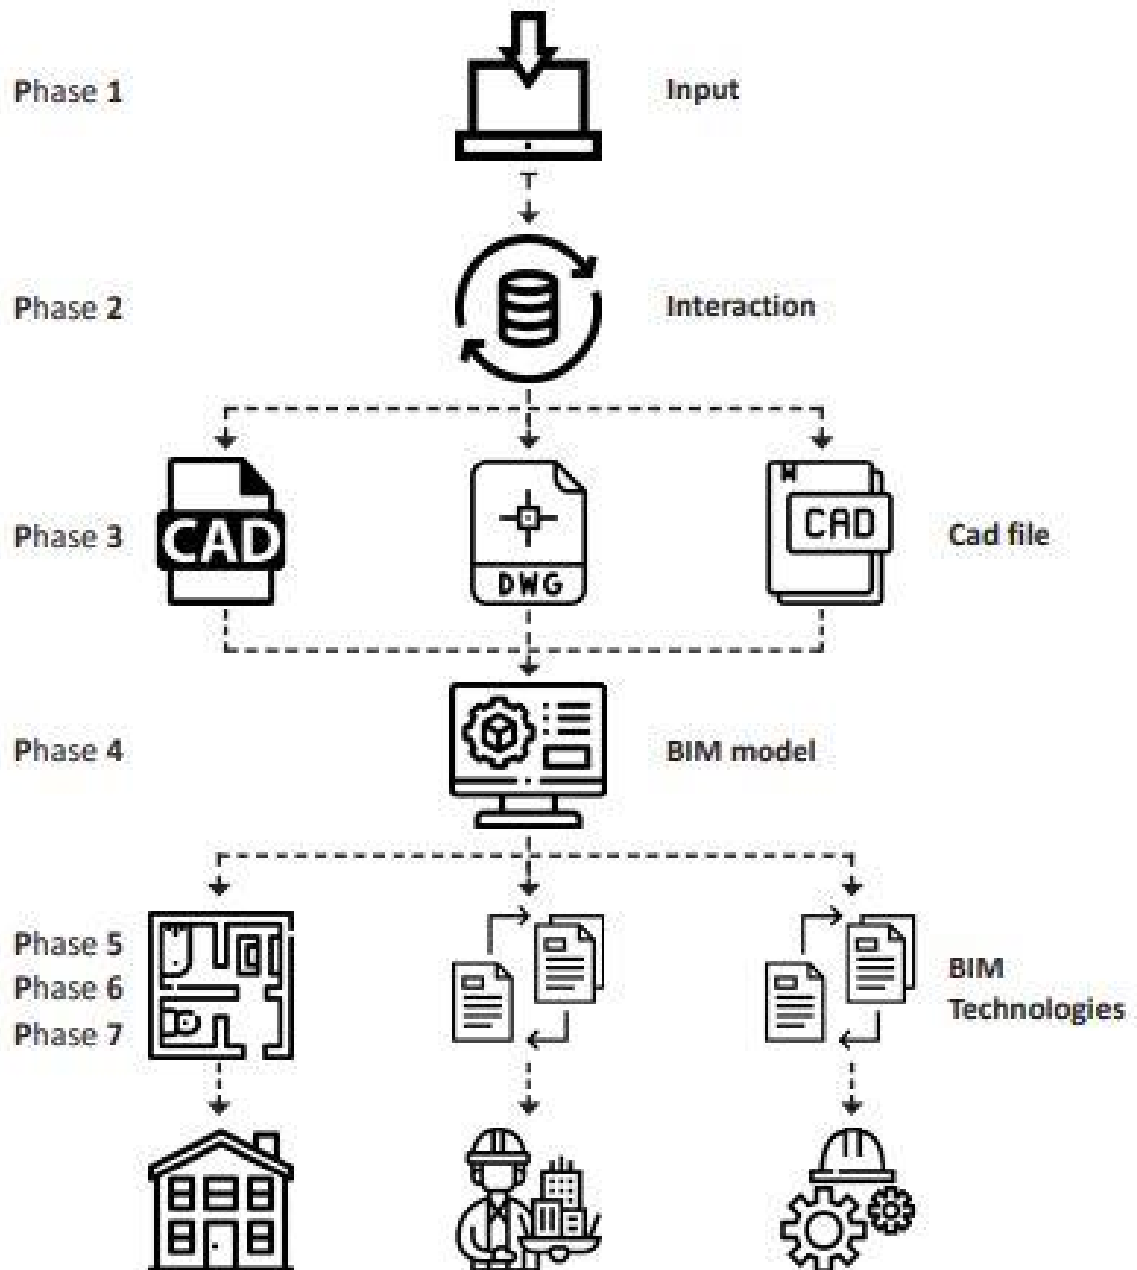 Phase 1
Input
Phase 2
Interaction
Phase 3
CAD
DWG
CAD
Cad file
Phase 4
BIM model
Phase 5
Phase 6
Phase 7
BIM
Technologies